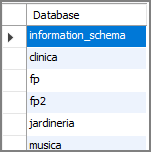 Database
information_schema
clinica
fp
fp2
jardineria
musica